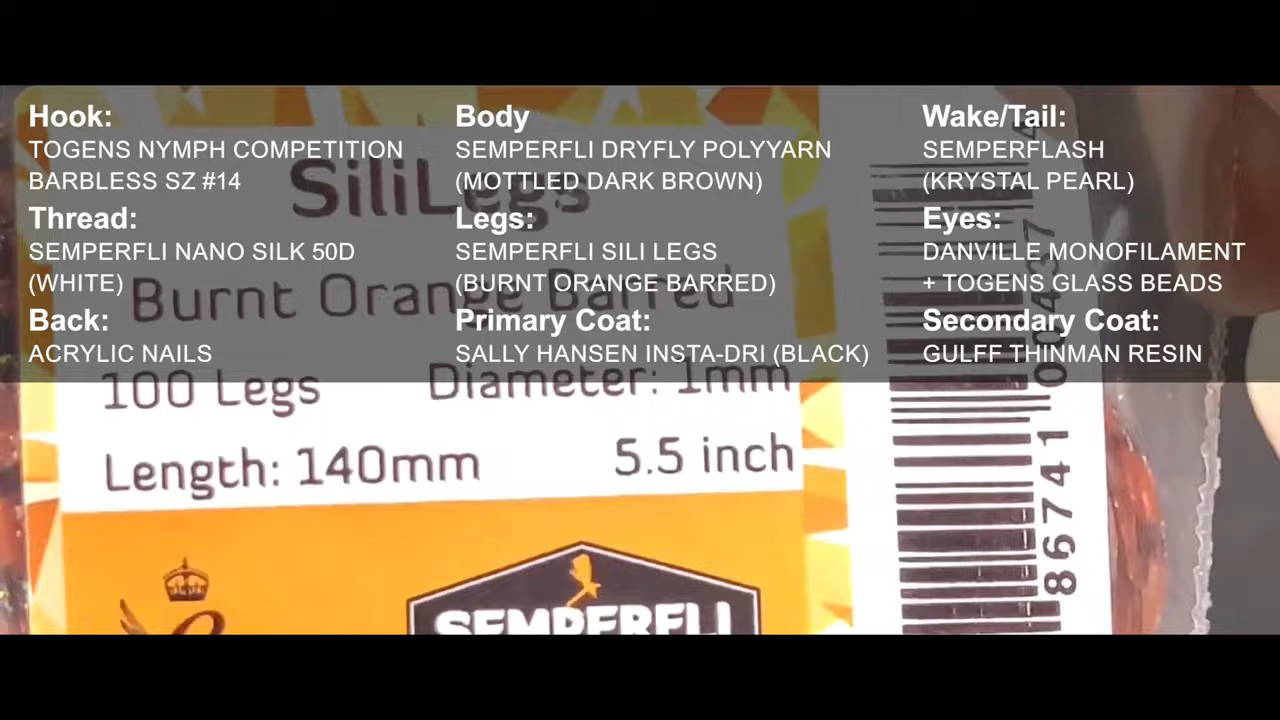 Hook:
TOGENS NYMPH COMPETITION
BARBLESS SZ #14
Thread:
SEMPERFLI NANO SILK 50D
(WHITE)
Back:
ACRYLIC NAILS
Body
SEMPERFLI DRYFLY POLYYARN
(MOTTLED DARK BROWN)
Legs:
SEMPERFLI SILI LEGS
(BURNT ORANGE BARRED)
Primary Coat:
SALLY HANSEN INSTA-DRI (BLACK)
Wake/Tail:
SEMPERFLASH
(KRYSTAL PEARL)
Eyes:
DANVILLE MONOFILAMENT
+ TOGENS GLASS BEADS
Secondary Coat:
GULFF THINMAN RESIN
SiliLegs
Burnt Orange Barred
100 Legs Diameter: 1mm
Length: 140mm 5.5 inch
SEMPERFLI